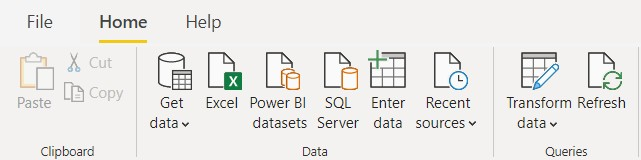 File Home Help
Paste
Cut
Copy
Clipboard
Get data
Excel
Power BI datasets
SQL Server
Enter data
Recent sources
Data
Transform data
Refresh
Queries